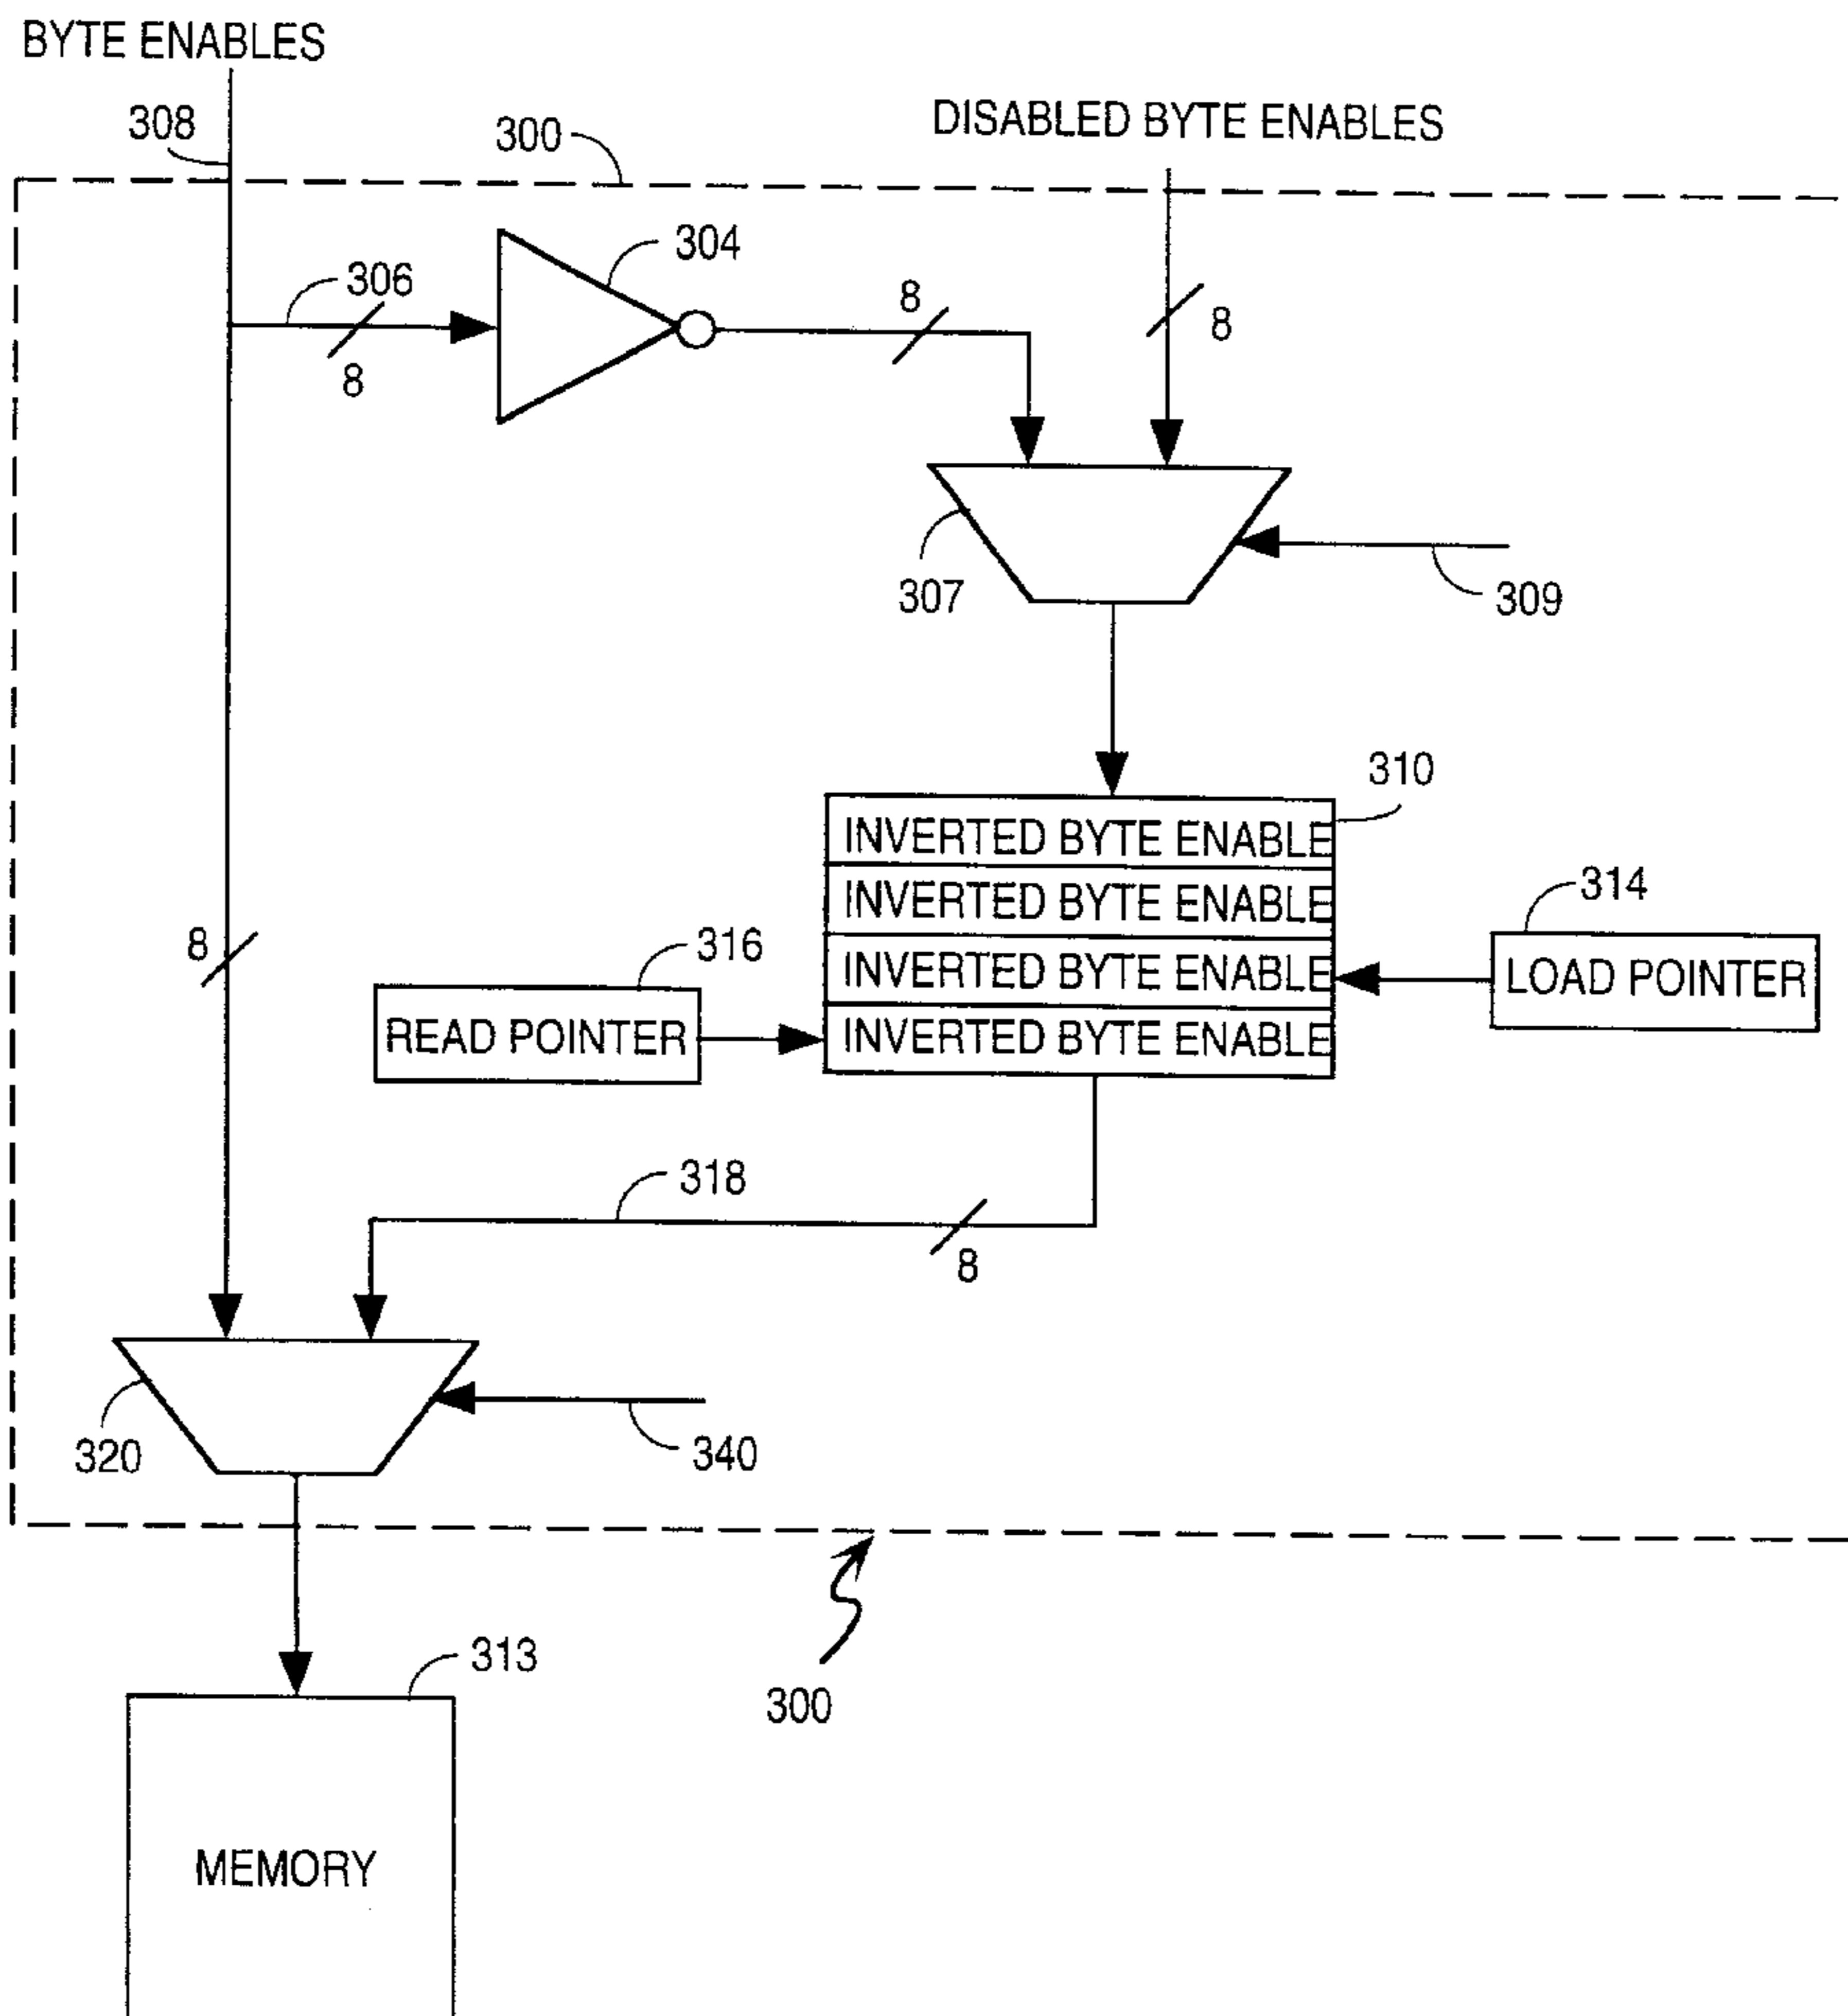 BYTE ENABLES
308
300
DISABLED BYTE ENABLES
304
306
8
8
8
307
309
310
INVERTED BYTE ENABLE
INVERTED BYTE ENABLE
INVERTED BYTE ENABLE
INVERTED BYTE ENABLE
314
LOAD POINTER
316
READ POINTER
8
318
8
320
340
313
300
MEMORY